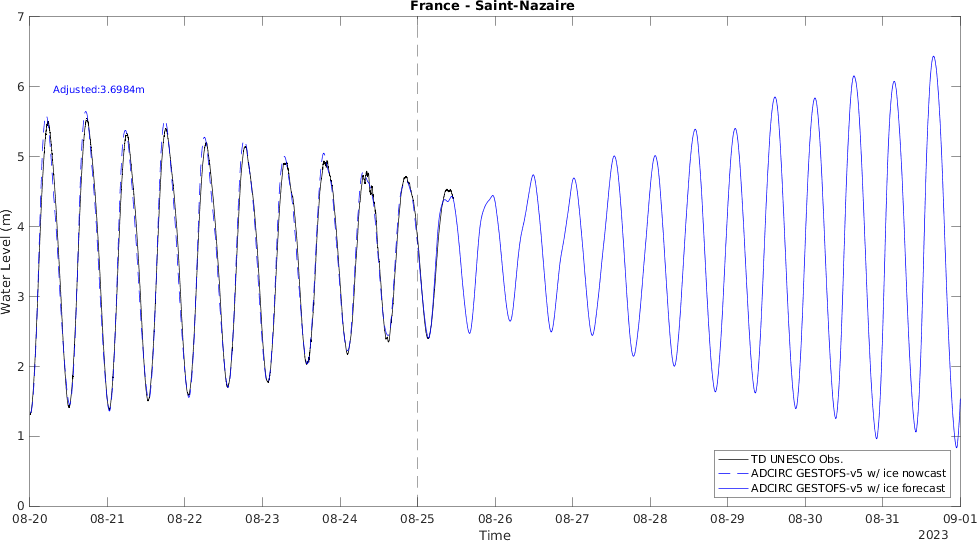 France - Saint-Nazaire
7
6
5
4
3
2
1
0
Water Level (m)
Adjusted:3.6984m
TD UNESCO Obs.
ADCIRC GESTOFS-v5 w/ ice nowcast
ADCIRC GESTOFS-v5 w/ ice forecast
08-20 08-21 08-22 08-23 08-24 08-25 08-26 08-27 08-28 08-29 08-30 08-31 09-01
Time
2023